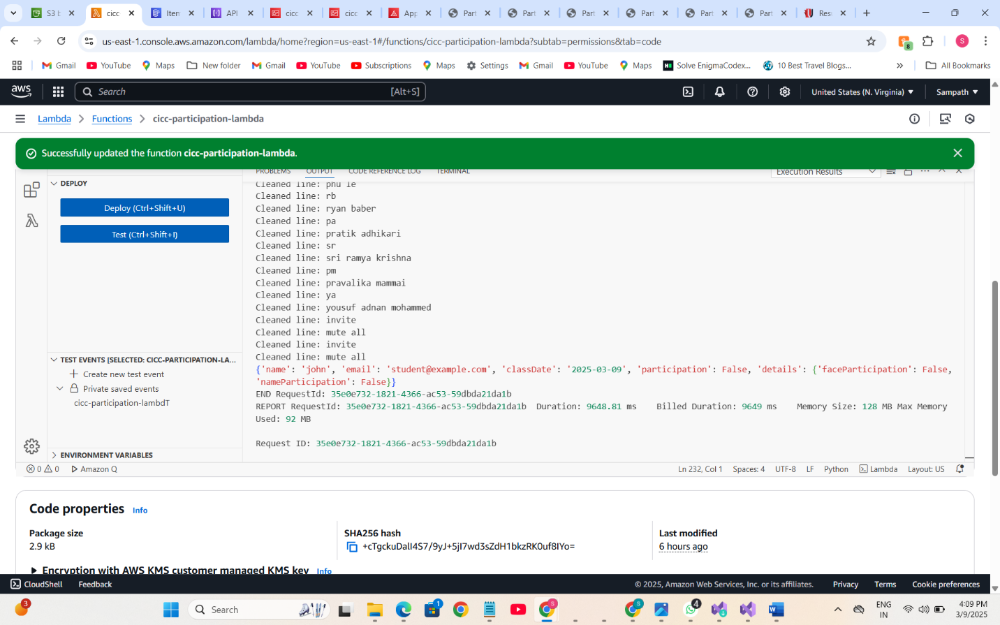 S3 b
cicc
Iten
API
cicc
cicc
App
Part
Part
Part
Part
Part
Part
Resu
us-east-1.console.aws.amazon.com/lambda/home?region=us-east-1#/functions/cicc-participation-lambda?subtab=permissions&tab=code
8
S
Gmail
YouTube
Maps
New folder
Gmail
YouTube
Subscriptions
Maps
Settings
Gmail
YouTube
Maps
Solve EnigmaCodex...
10 Best Travel Blogs...
»
All Bookmarks
aws
Search
[Alt+S]
United States (N. Virginia)
Sampath
Lambda > Functions > cicc-participation-lambda
Successfully updated the function cicc-participation-lambda.
PROBLEMS OUTPUT CODE REFERENCE LOG TERMINAL
Execution Results
DEPLOY
Deploy (Ctrl+Shift+U)
Test (Ctrl+Shift+I)
Cleaned line: phu le
Cleaned line: rb
Cleaned line: ryan baber
Cleaned line: pa
Cleaned line: pratik adhikari
Cleaned line: sr
Cleaned line: sri ramya krishna
Cleaned line: pm
Cleaned line: pravalika mammai
Cleaned line: ya
Cleaned line: yousuf adnan mohammed
Cleaned line: invite
Cleaned line: mute all
Cleaned line: invite
Cleaned line: mute all
{'name': 'john', 'email': 'student@example.com', 'classDate': '2025-03-09', 'participation': False, 'details': {'faceParticipation': False,
'nameParticipation': False}}
END RequestId: 35e0e732-1821-4366-ac53-59dbda21da1b
REPORT RequestId: 35e0e732-1821-4366-ac53-59dbda21da1b Duration: 9648.81 ms Billed Duration: 9649 ms Memory Size: 128 MB Max Memory
Used: 92 MB
Request ID: 35e0e732-1821-4366-ac53-59dbda21da1b
TEST EVENTS [SELECTED: CICC-PARTICIPATION-LA...
Create new test event
Private saved events
cicc-participation-lambdT
ENVIRONMENT VARIABLES
0 0 Amazon Q
Ln 232, Col 1 Spaces: 4 UTF-8 LF Python Lambda Layout: US
Code properties Info
Package size
2.9 kB
SHA256 hash
+cTgckuDalI4S7/9yJ+5jI7wd3sZdH1bkzRK0uf8IYo=
Last modified
6 hours ago
Encryption with AWS KMS customer managed KMS key Info
CloudShell Feedback
© 2025, Amazon Web Services, Inc. or its affiliates. Privacy Terms Cookie preferences
3
Search
1
S
S
4
ENG
IN
4:09 PM
3/9/2025